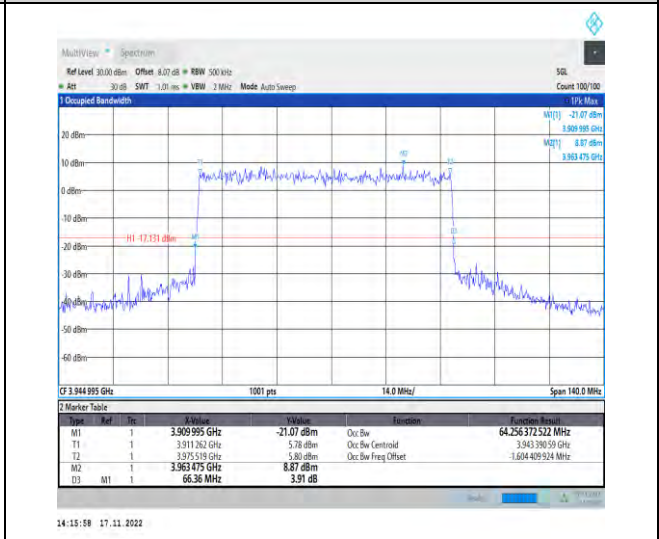 MultiView Spectrum
Ref Level 30.00 dBm Offset 8.07 dB RBW 500 kHz SGL
Att 30 dB SWT 1.01 ms VBW 2 MHz Mode Auto Sweep Count 100/100
1 Occupied Bandwidth 1Pk Max
M1[1] -21.07 dBm
3.909 995 GHz
M2[1] 8.87 dBm
3.963 475 GHz
20 dBm
10 dBm
0 dBm
-10 dBm
H1 -17.131 dBm
-20 dBm
-30 dBm
-40 dBm
-50 dBm
-60 dBm
T1
M2
T2
M1
D3
CF 3.944 995 GHz 1001 pts 14.0 MHz/ Span 140.0 MHz
2 Marker Table
Type Ref Trc X-Value Y-Value Function Function Result
M1 1 3.909 995 GHz -21.07 dBm Occ Bw 64.256 372 522 MHz
T1 1 3.911 262 GHz 5.78 dBm Occ Bw Centroid 3.943 390 59 GHz
T2 1 3.975 519 GHz 5.80 dBm Occ Bw Freq Offset -1.604 409 924 MHz
M2 1 3.963 475 GHz 8.87 dBm
D3 M1 1 66.36 MHz 3.91 dB
14:15:58 17.11.2022